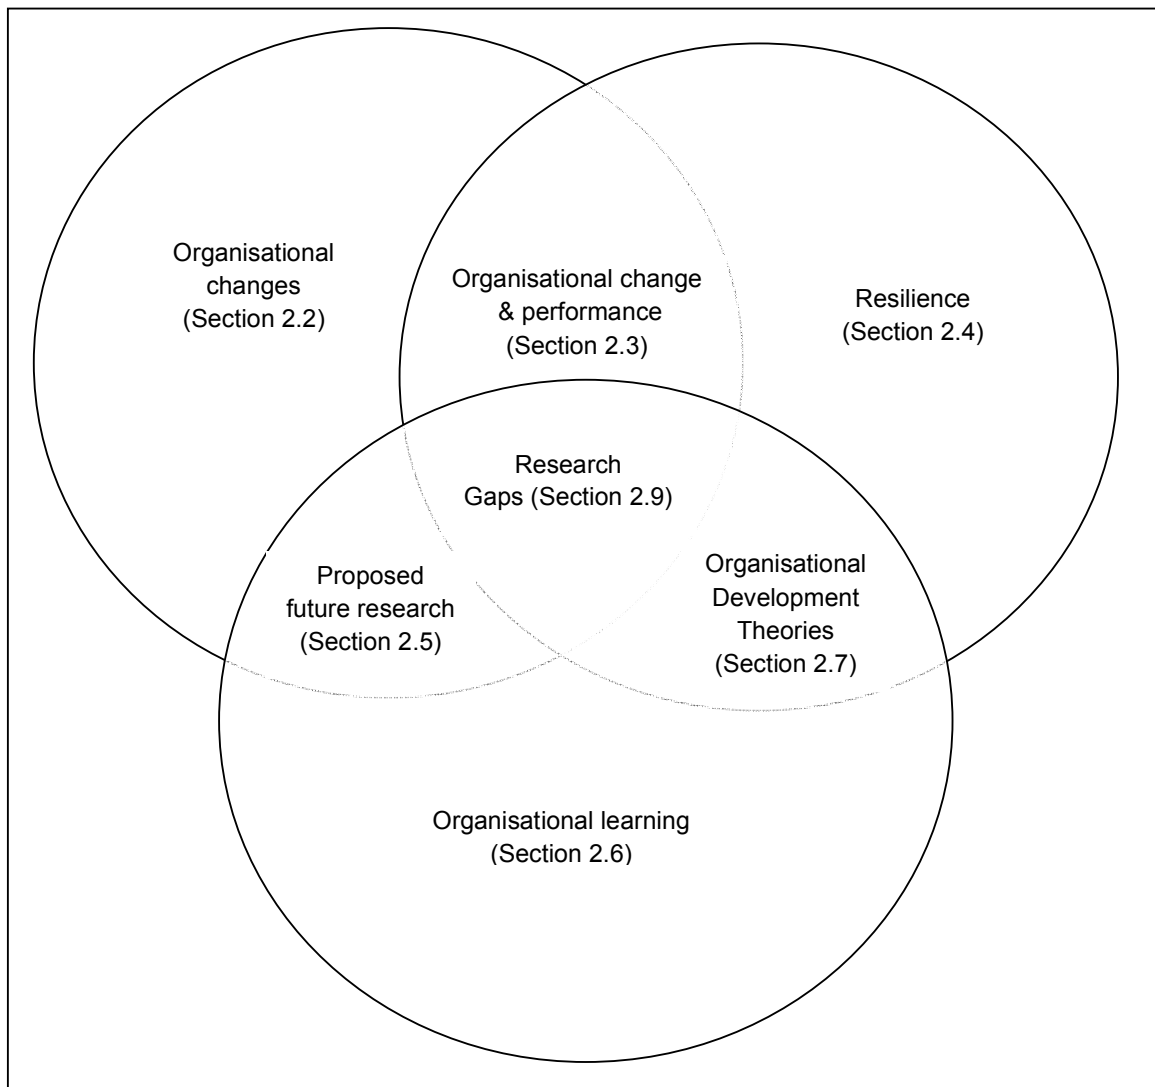 Organisational
changes
(Section 2.2)
Organisational change
& performance
(Section 2.3)
Resilience
(Section 2.4)
Research
Gaps (Section 2.9)
Proposed
future research
(Section 2.5)
Organisational
Development
Theories
(Section 2.7)
Organisational learning
(Section 2.6)